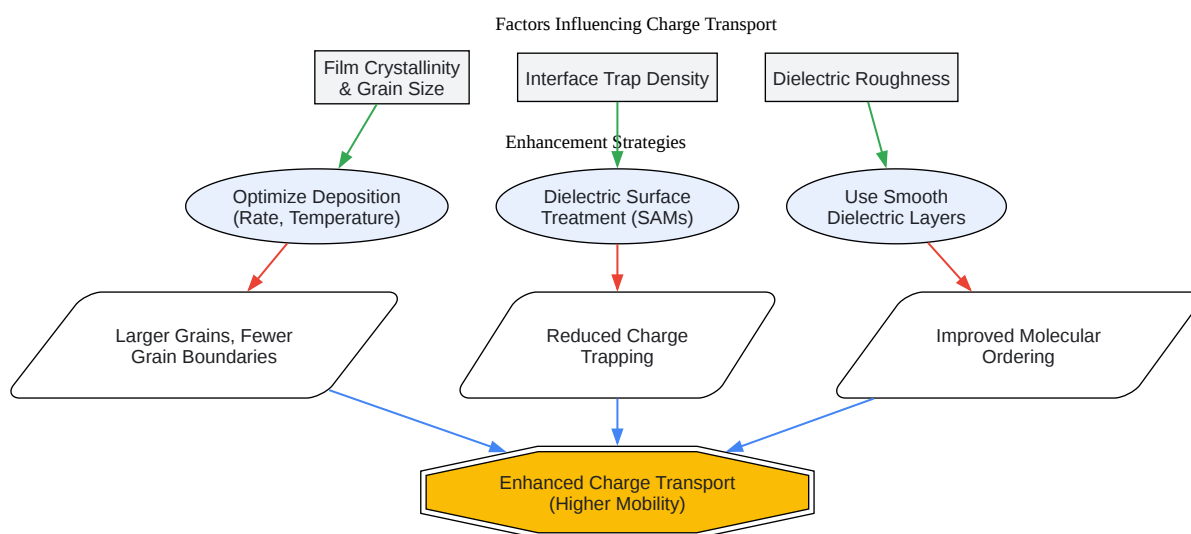 Factors Influencing Charge Transport
Film Crystallinity
& Grain Size
Interface Trap Density
Dielectric Roughness
Enhancement Strategies
Optimize Deposition
(Rate, Temperature)
Dielectric Surface
Treatment (SAMs)
Use Smooth
Dielectric Layers
Larger Grains, Fewer
Grain Boundaries
Reduced Charge
Trapping
Improved Molecular
Ordering
Enhanced Charge Transport
(Higher Mobility)